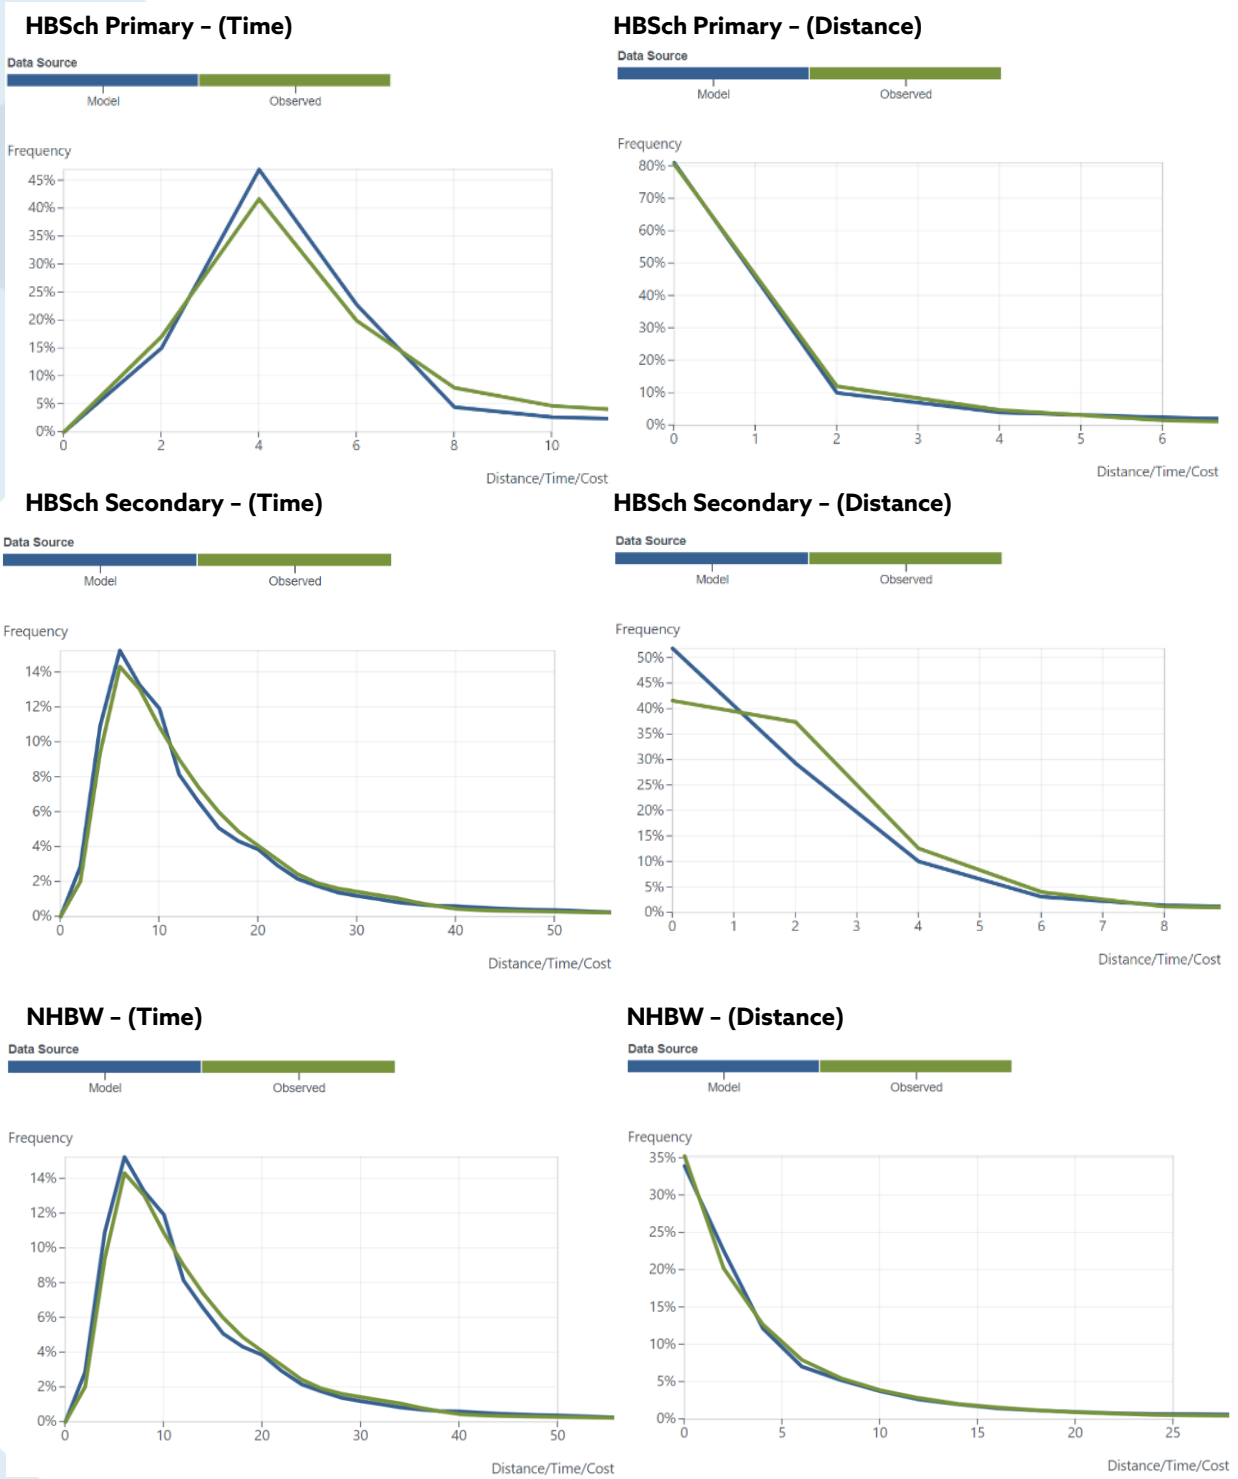 HBSch Primary – (Time)
Data Source
Model Observed
Frequency
45%
40%
35%
30%
25%
20%
15%
10%
5%
0%
0 2 4 6 8 10
Distance/Time/Cost
HBSch Primary – (Distance)
Data Source
Model Observed
Frequency
80%
70%
60%
50%
40%
30%
20%
10%
0%
0 1 2 3 4 5 6
Distance/Time/Cost
HBSch Secondary – (Time)
Data Source
Model Observed
Frequency
14%
12%
10%
8%
6%
4%
2%
0%
0 10 20 30 40 50
Distance/Time/Cost
HBSch Secondary – (Distance)
Data Source
Model Observed
Frequency
50%
45%
40%
35%
30%
25%
20%
15%
10%
5%
0%
0 1 2 3 4 5 6 7 8
Distance/Time/Cost
NHBW – (Time)
Data Source
Model Observed
Frequency
14%
12%
10%
8%
6%
4%
2%
0%
0 10 20 30 40 50
Distance/Time/Cost
NHBW – (Distance)
Data Source
Model Observed
Frequency
35%
30%
25%
20%
15%
10%
5%
0%
0 5 10 15 20 25
Distance/Time/Cost